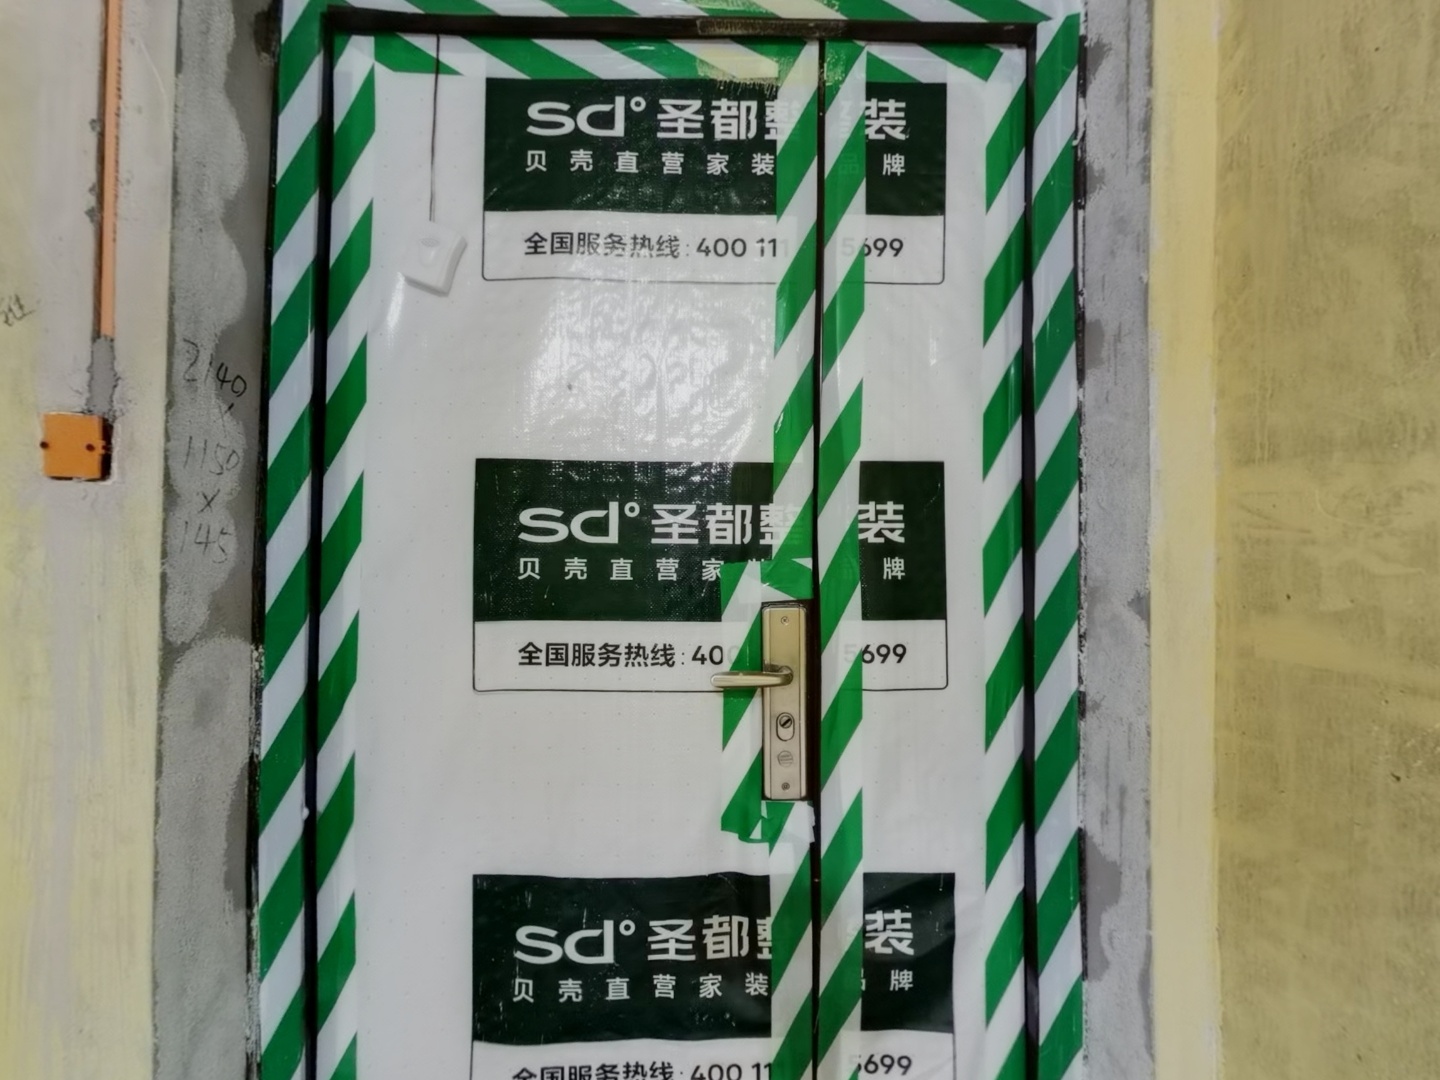 sd° 圣都整装
贝壳直营家装品牌
全国服务热线: 400 111 5699
2140
×
1150
×
145
sd° 圣都整装
贝壳直营家 牌
全国服务热线: 40 5699
sd° 圣都整装
贝壳直营家装品牌
全国服务热线: 400 11 5699